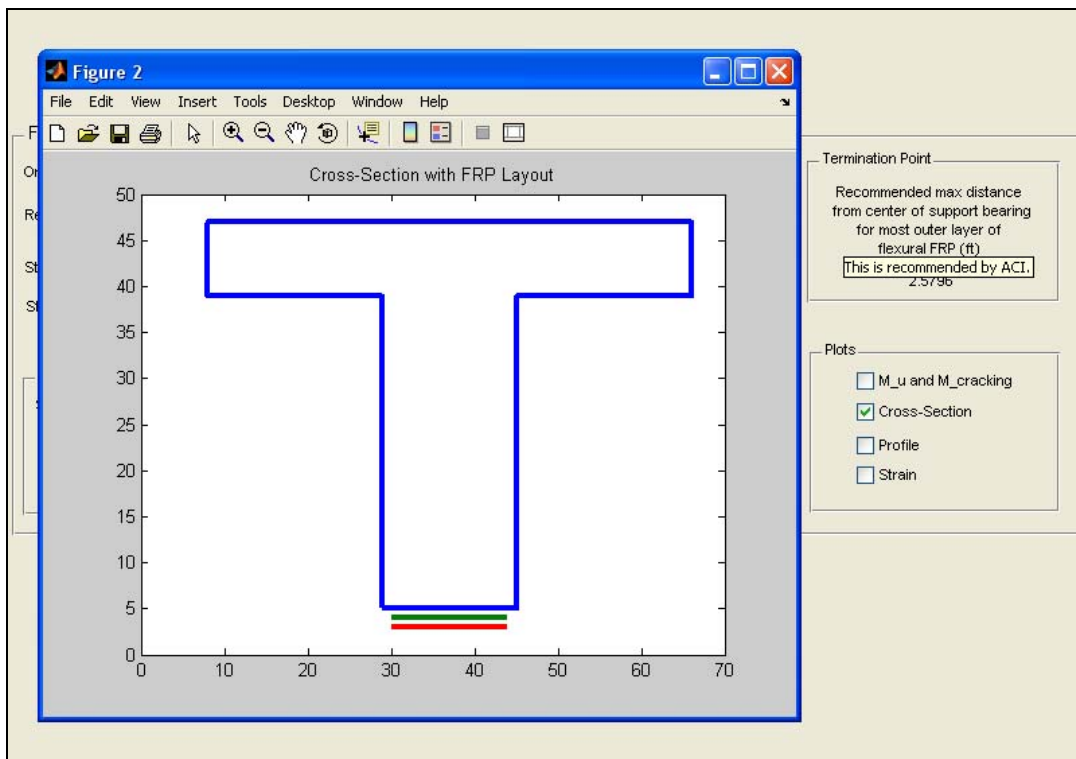 Figure 2
File Edit View Insert Tools Desktop Window Help
Cross-Section with FRP Layout
50
45
40
35
30
25
20
15
10
5
0
0 10 20 30 40 50 60 70
Termination Point
Recommended max distance
from center of support bearing
for most outer layer of
flexural FRP (ft)
This is recommended by ACI.
2.5796
Plots
M_u and M_cracking
Cross-Section
Profile
Strain